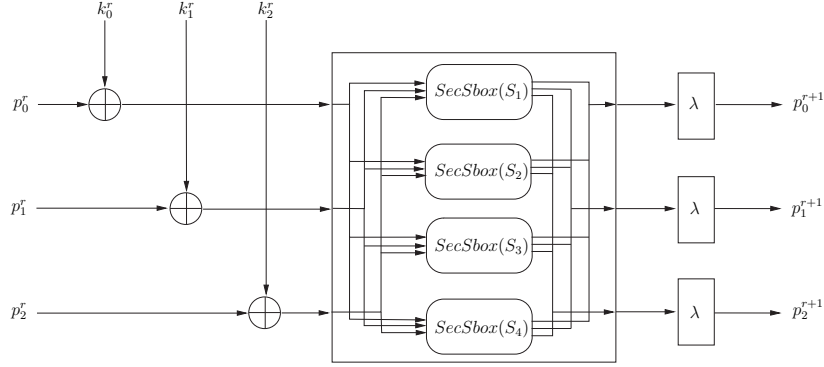 k_0^r k_1^r k_2^r
SecSbox(S_1)
p_0^r λ p_0^{r+1}
SecSbox(S_2)
p_1^r λ p_1^{r+1}
SecSbox(S_3)
p_2^r λ p_2^{r+1}
SecSbox(S_4)